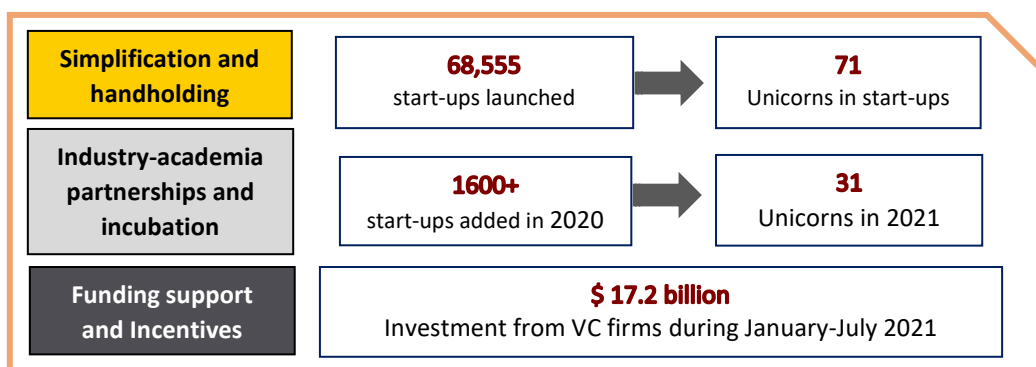 Simplification and
handholding
68,555
start-ups launched
71
Unicorns in start-ups
Industry-academia
partnerships and
incubation
1600+
start-ups added in 2020
31
Unicorns in 2021
Funding support
and Incentives
$ 17.2 billion
Investment from VC firms during January-July 2021